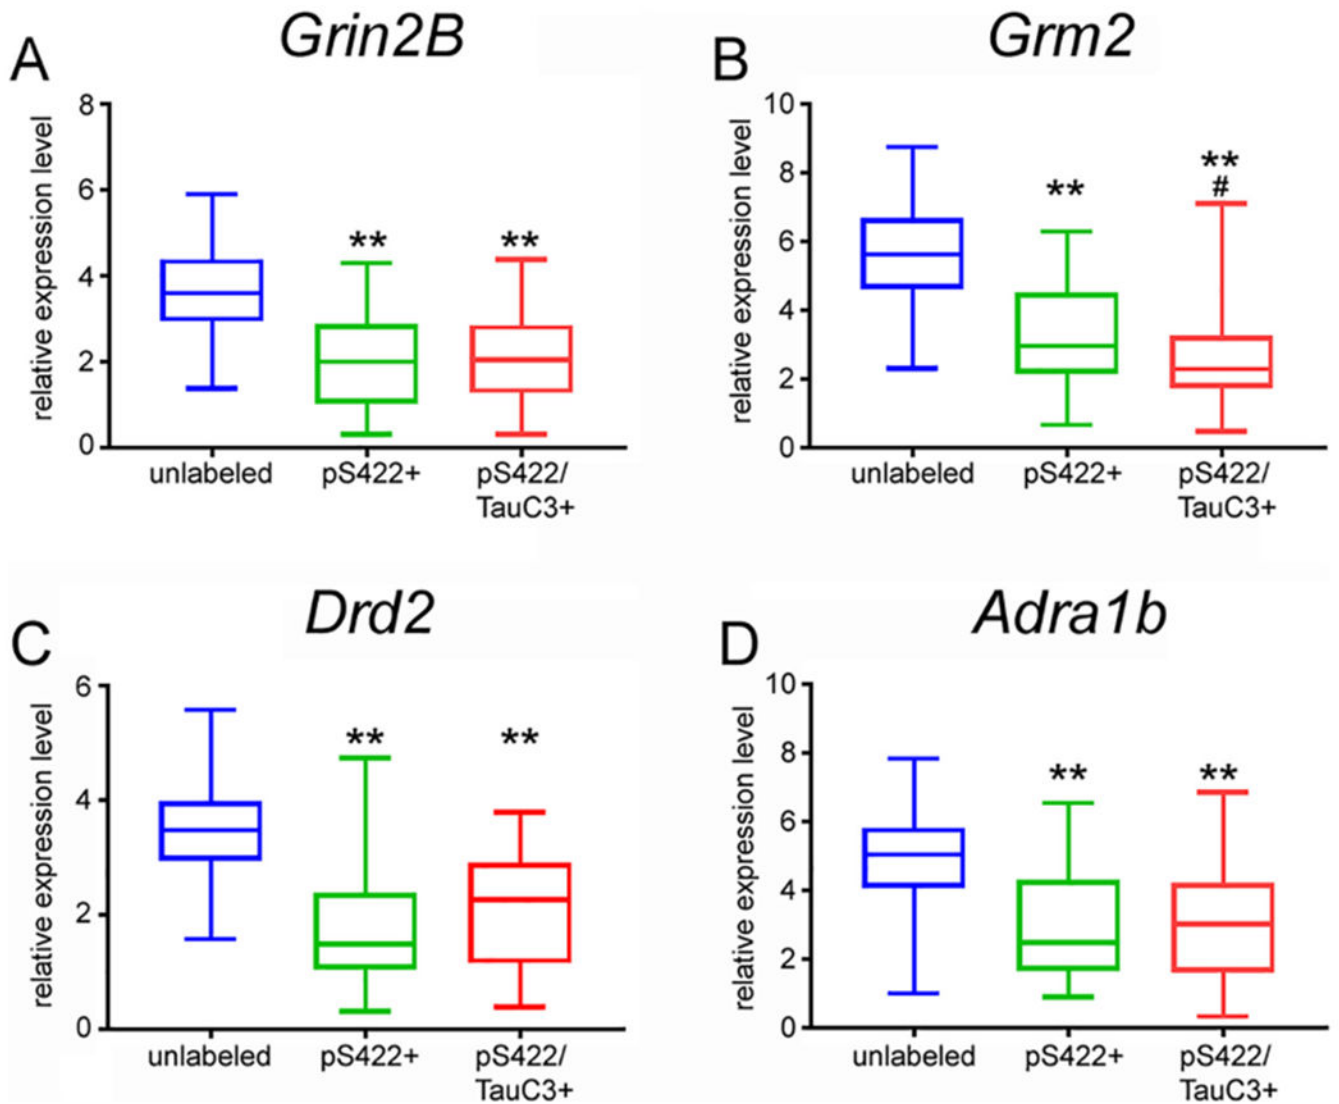 A
Grin2B
relative expression level
8
6
4
2
0
**
**
unlabeled
pS422+
pS422/
TauC3+
B
Grm2
relative expression level
10
8
6
4
2
0
**
**
#
unlabeled
pS422+
pS422/
TauC3+
C
Drd2
relative expression level
6
4
2
0
**
**
unlabeled
pS422+
pS422/
TauC3+
D
Adra1b
relative expression level
10
8
6
4
2
0
**
**
unlabeled
pS422+
pS422/
TauC3+